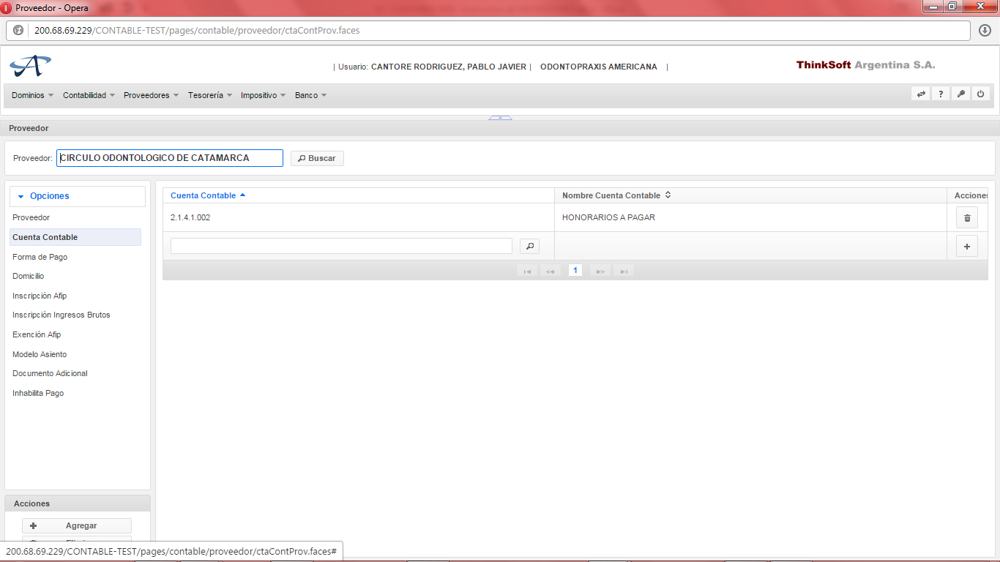 Proveedor - Opera
200.68.69.229/CONTABLE-TEST/pages/contable/proveedor/ctaContProv.faces
| Usuario: CANTORE RODRIGUEZ, PABLO JAVIER | ODONTOPRAXIS AMERICANA |
ThinkSoft Argentina S.A.
Dominios Contabilidad Proveedores Tesorería Impositivo Banco
Proveedor
Proveedor: CIRCULO ODONTOLOGICO DE CATAMARCA Buscar
Opciones
Proveedor
Cuenta Contable
Forma de Pago
Domicilio
Inscripción Afip
Inscripción Ingresos Brutos
Exención Afip
Modelo Asiento
Documento Adicional
Inhabilita Pago
Cuenta Contable Nombre Cuenta Contable Acciones
2.1.4.1.002 HONORARIOS A PAGAR
1
Acciones
Agregar
200.68.69.229/CONTABLE-TEST/pages/contable/proveedor/ctaContProv.faces#